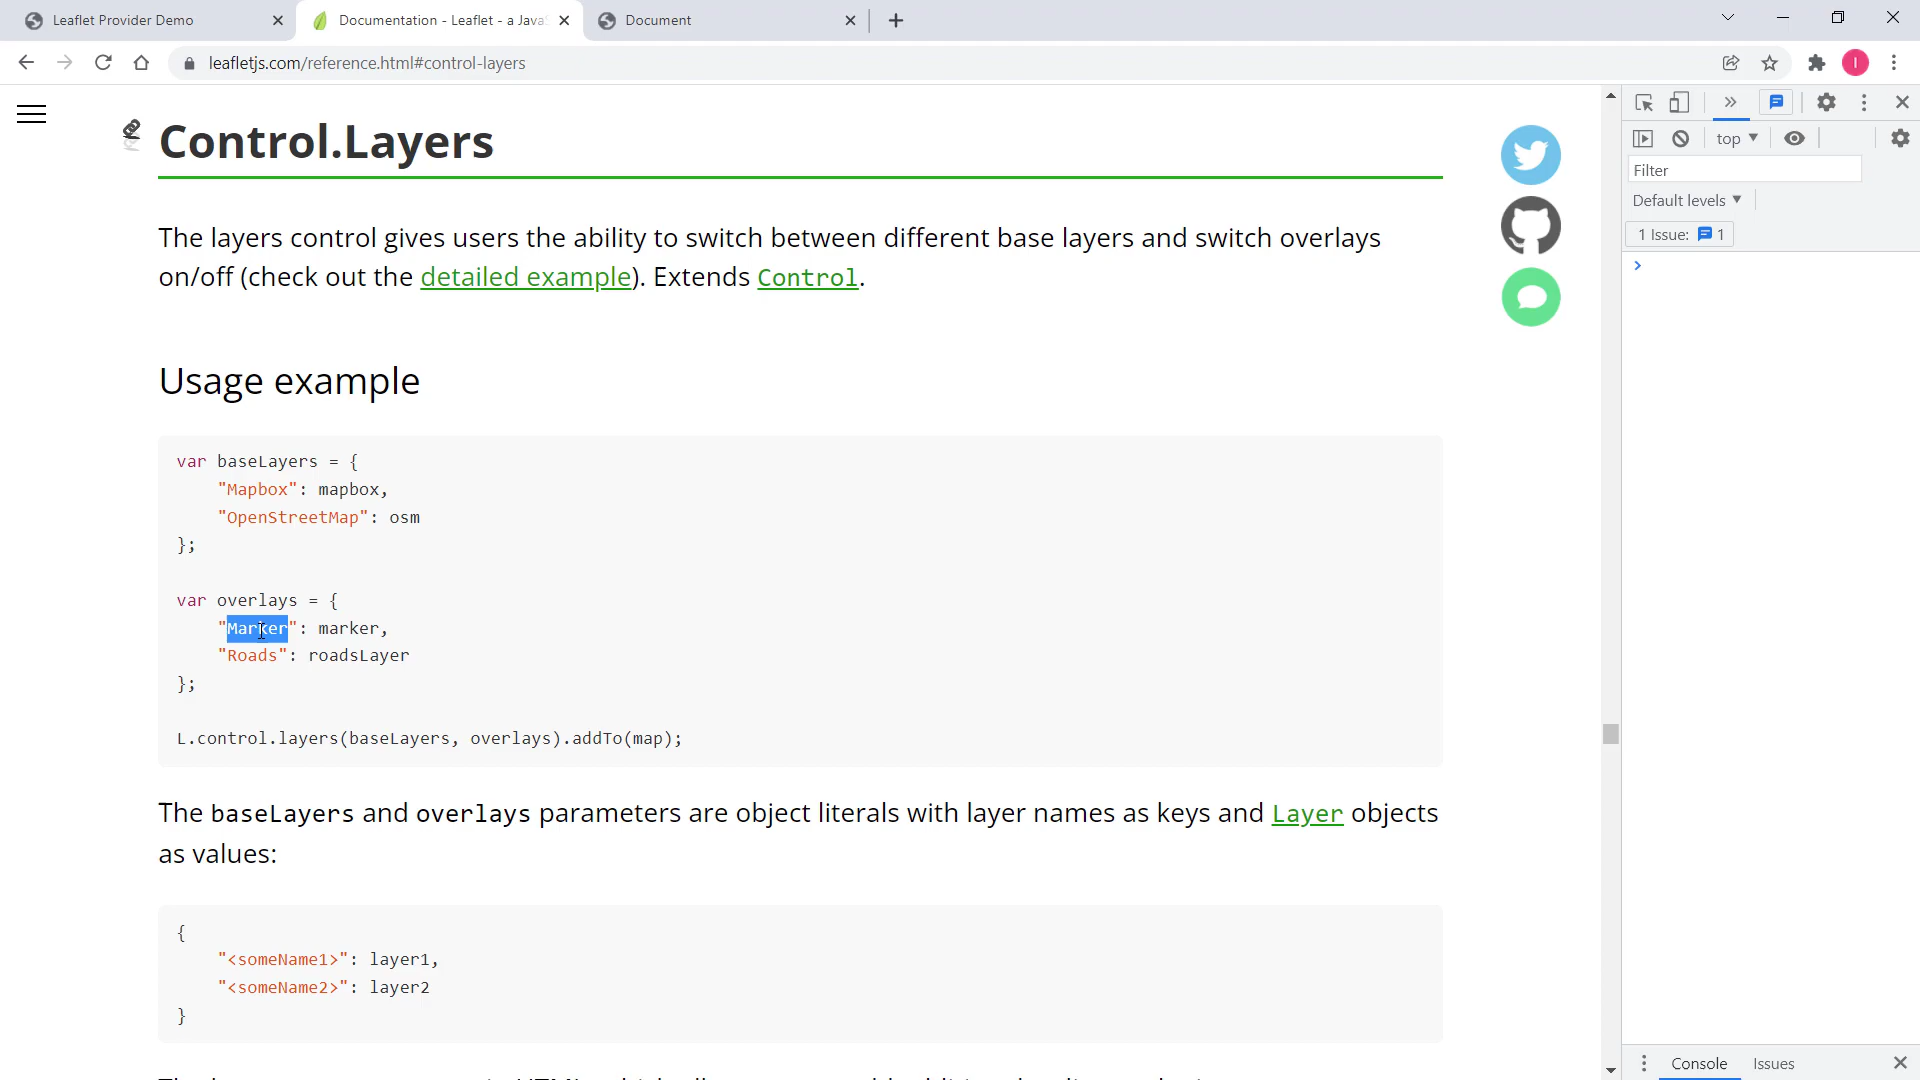 Leaflet Provider Demo
Documentation - Leaflet - a Java
Document
leafletjs.com/reference.html#control-layers
I
Control.Layers
The layers control gives users the ability to switch between different base layers and switch overlays
on/off (check out the detailed example). Extends Control.
Usage example
var baseLayers = {
"Mapbox": mapbox,
"OpenStreetMap": osm
};
var overlays = {
"Marker": marker,
"Roads": roadsLayer
};
L.control.layers(baseLayers, overlays).addTo(map);
The baseLayers and overlays parameters are object literals with layer names as keys and Layer objects
as values:
{
"<someName1>": layer1,
"<someName2>": layer2
}
top
Filter
Default levels
1 Issue: 1
Console Issues